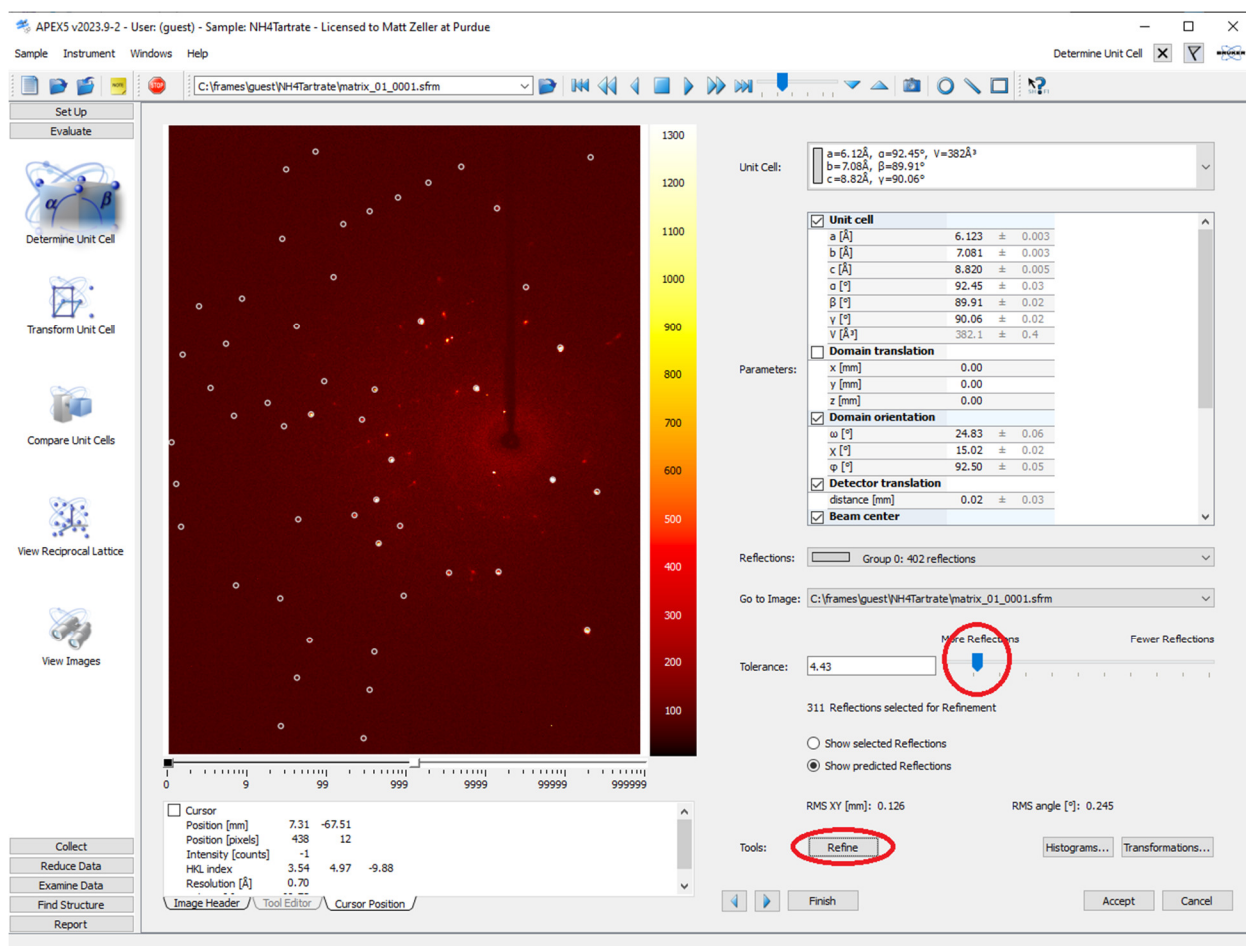 APEX5 v2023.9-2 - User: (guest) - Sample: NH4Tartrate - Licensed to Matt Zeller at Purdue
Sample Instrument Windows Help
Determine Unit Cell
NOTE
STOP
C:\frames\guest\NH4Tartrate\matrix_01_0001.sfrm
Set Up
Evaluate
Determine Unit Cell
Transform Unit Cell
Compare Unit Cells
View Reciprocal Lattice
View Images
Collect
Reduce Data
Examine Data
Find Structure
Report
1300
1200
1100
1000
900
800
700
600
500
400
300
200
100
0 9 99 999 9999 99999 999999
Cursor
Position [mm] 7.31 -67.51
Position [pixels] 438 12
Intensity [counts] -1
HKL index 3.54 4.97 -9.88
Resolution [Å] 0.70
Image Header Tool Editor Cursor Position
Unit Cell:
a=6.12Å, α=92.45°, V=382Å³
b=7.08Å, β=89.91°
c=8.82Å, γ=90.06°
Parameters:
Unit cell
a [Å] 6.123 ± 0.003
b [Å] 7.081 ± 0.003
c [Å] 8.820 ± 0.005
α [°] 92.45 ± 0.03
β [°] 89.91 ± 0.02
γ [°] 90.06 ± 0.02
V [Å³] 382.1 ± 0.4
Domain translation
x [mm] 0.00
y [mm] 0.00
z [mm] 0.00
Domain orientation
ω [°] 24.83 ± 0.06
χ [°] 15.02 ± 0.02
φ [°] 92.50 ± 0.05
Detector translation
distance [mm] 0.02 ± 0.03
Beam center
Reflections: Group 0: 402 reflections
Go to Image: C:\frames\guest\NH4Tartrate\matrix_01_0001.sfrm
More Reflections Fewer Reflections
Tolerance: 4.43
311 Reflections selected for Refinement
Show selected Reflections
Show predicted Reflections
RMS XY [mm]: 0.126 RMS angle [°]: 0.245
Tools: Refine Histograms... Transformations...
Finish Accept Cancel